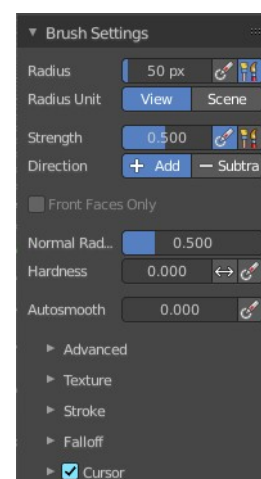 Brush Settings
Radius 50 px
Radius Unit View Scene
Strength 0.500
Direction + Add — Subtra
Front Faces Only
Normal Rad... 0.500
Hardness 0.000
Autosmooth 0.000
Advanced
Texture
Stroke
Falloff
Cursor